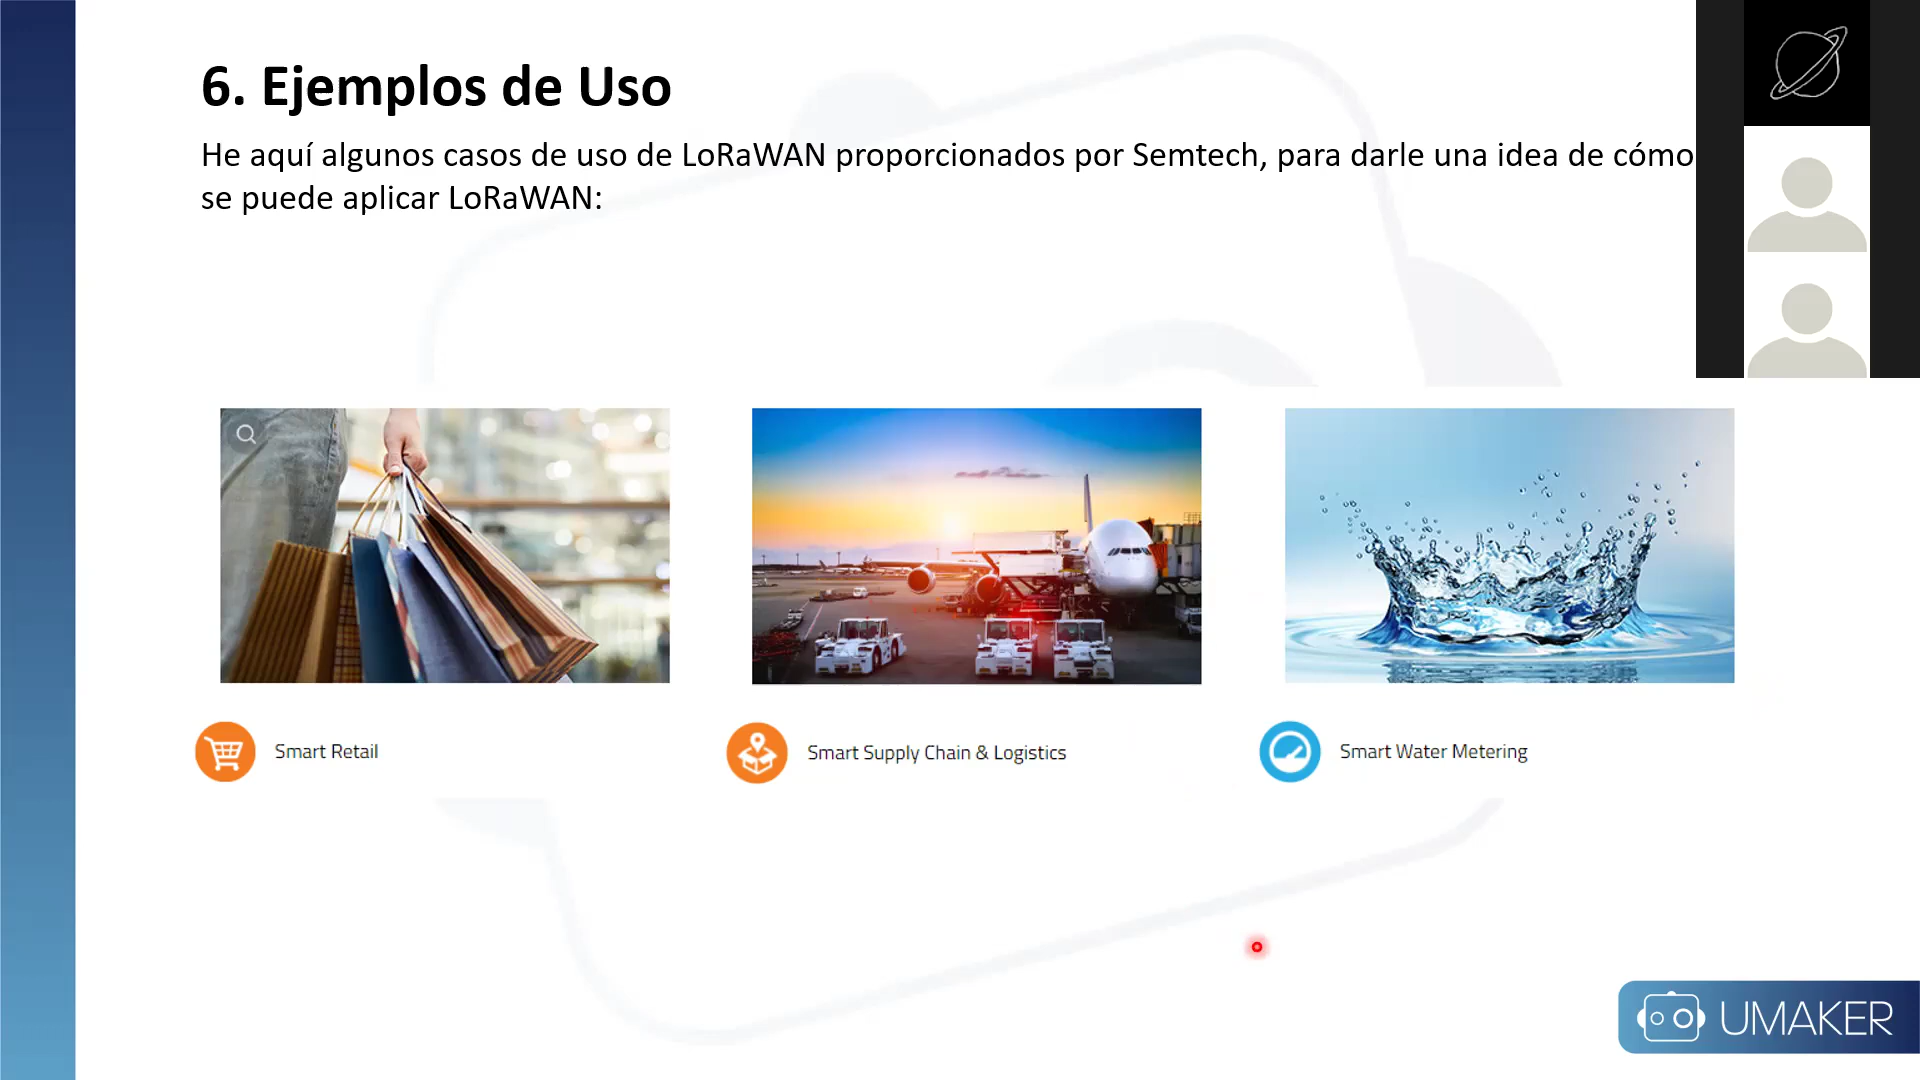 6. Ejemplos de Uso
He aquí algunos casos de uso de LoRaWAN proporcionados por Semtech, para darle una idea de cómo
se puede aplicar LoRaWAN:
Smart Retail
Smart Supply Chain & Logistics
Smart Water Metering
UMAKER